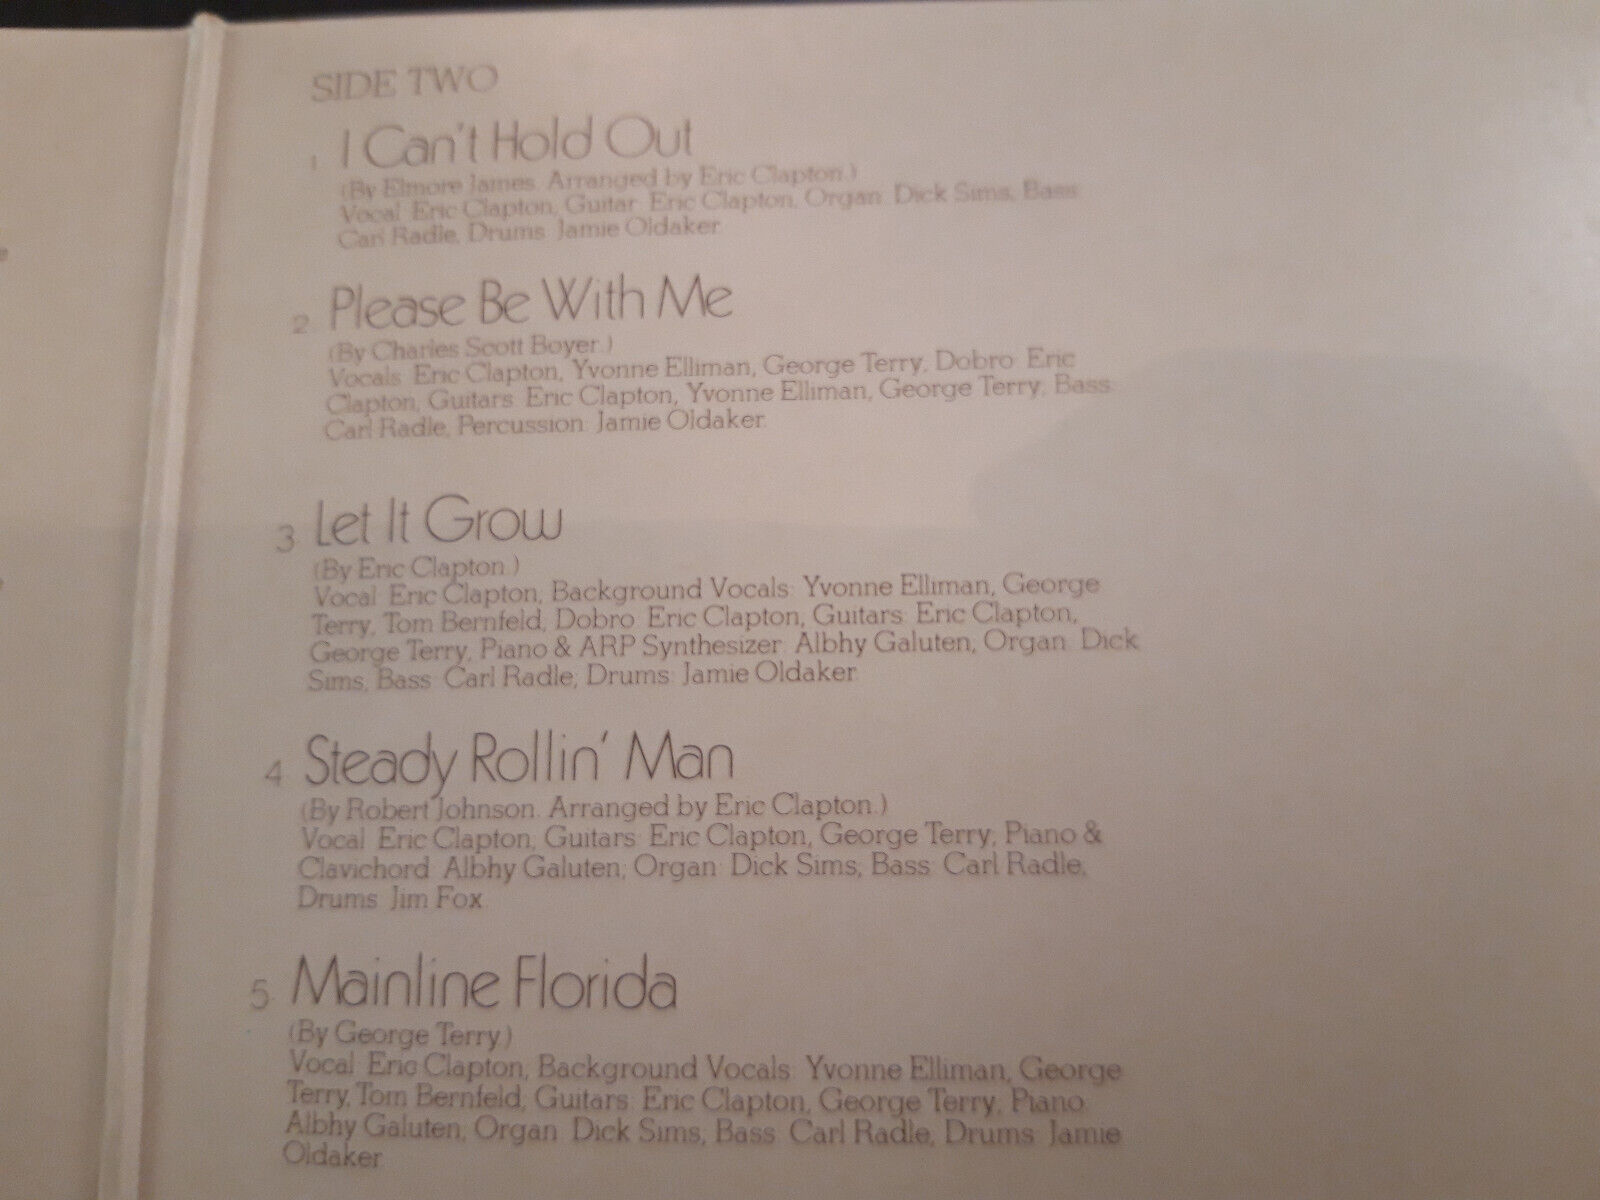 SIDE TWO
1 I Can't Hold Out
(By Elmore James. Arranged by Eric Clapton.)
Vocal: Eric Clapton; Guitar: Eric Clapton; Organ: Dick Sims; Bass:
Carl Radle; Drums: Jamie Oldaker.
2 Please Be With Me
(By Charles Scott Boyer.)
Vocals: Eric Clapton, Yvonne Elliman, George Terry; Dobro: Eric
Clapton; Guitars: Eric Clapton, Yvonne Elliman, George Terry; Bass:
Carl Radle; Percussion: Jamie Oldaker.
3 Let It Grow
(By Eric Clapton.)
Vocal: Eric Clapton; Background Vocals: Yvonne Elliman, George
Terry, Tom Bernfeld; Dobro: Eric Clapton; Guitars: Eric Clapton,
George Terry; Piano & ARP Synthesizer: Albhy Galuten; Organ: Dick
Sims; Bass: Carl Radle; Drums: Jamie Oldaker.
4 Steady Rollin' Man
(By Robert Johnson. Arranged by Eric Clapton.)
Vocal: Eric Clapton; Guitars: Eric Clapton, George Terry; Piano &
Clavichord: Albhy Galuten; Organ: Dick Sims; Bass: Carl Radle;
Drums: Jim Fox.
5 Mainline Florida
(By George Terry.)
Vocal: Eric Clapton; Background Vocals: Yvonne Elliman, George
Terry, Tom Bernfeld; Guitars: Eric Clapton, George Terry; Piano:
Albhy Galuten; Organ: Dick Sims; Bass: Carl Radle; Drums: Jamie
Oldaker.